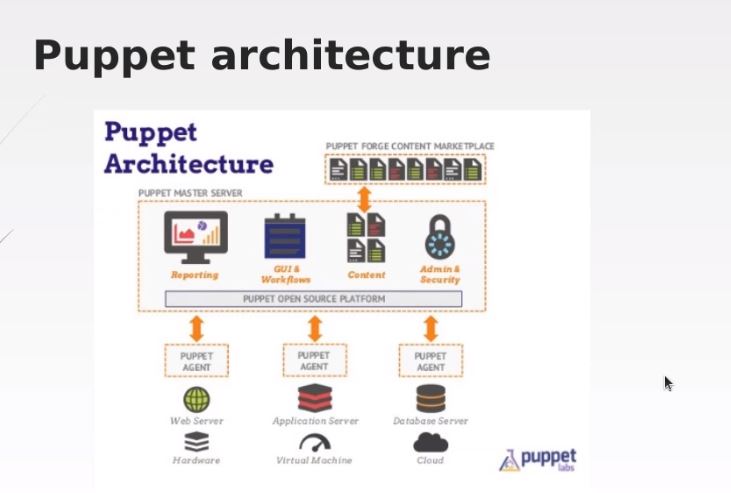 Puppet architecture
Puppet
Architecture
PUPPET FORGE CONTENT MARKETPLACE
PUPPET MASTER SERVER
Reporting
GUI &
Workflows
Content
Admin &
Security
PUPPET OPEN SOURCE PLATFORM
PUPPET
AGENT
PUPPET
AGENT
PUPPET
AGENT
Web Server
Application Server
Database Server
Hardware
Virtual Machine
Cloud
puppet
labs